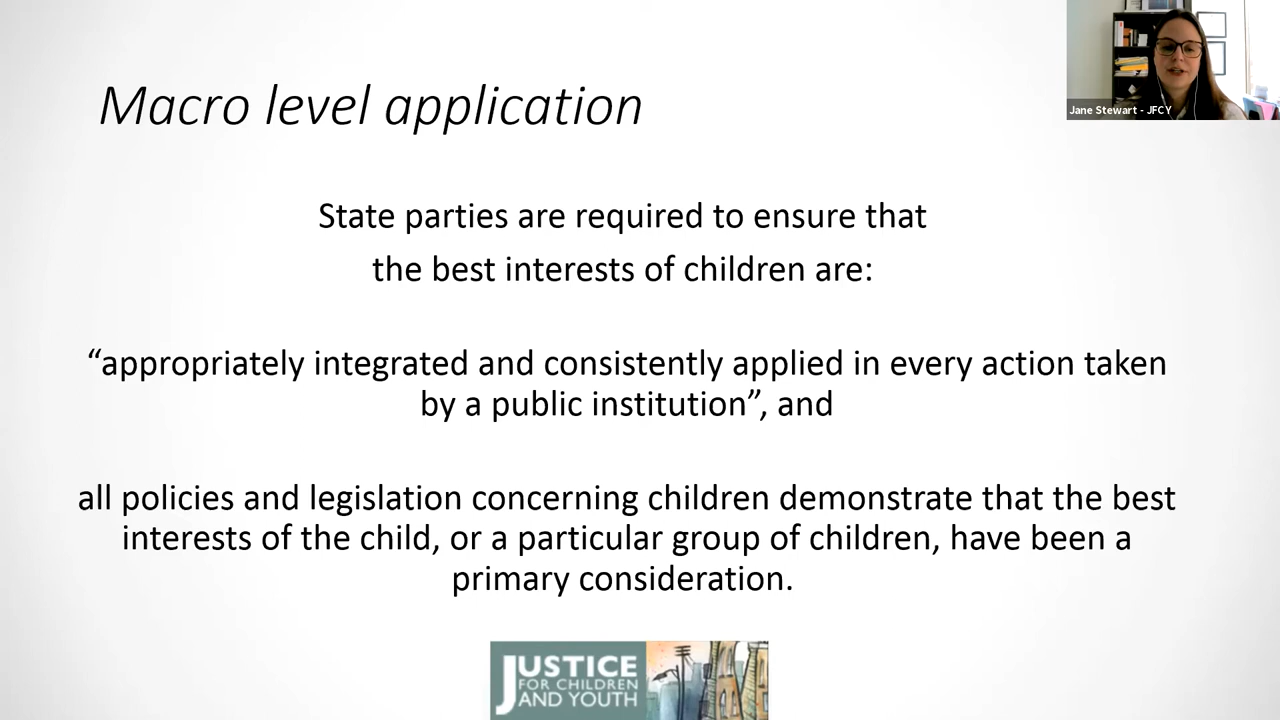 Macro level application
Jane Stewart - JFCY
State parties are required to ensure that
the best interests of children are:
“appropriately integrated and consistently applied in every action taken
by a public institution”, and
all policies and legislation concerning children demonstrate that the best
interests of the child, or a particular group of children, have been a
primary consideration.
JUSTICE
FOR CHILDREN
AND YOUTH